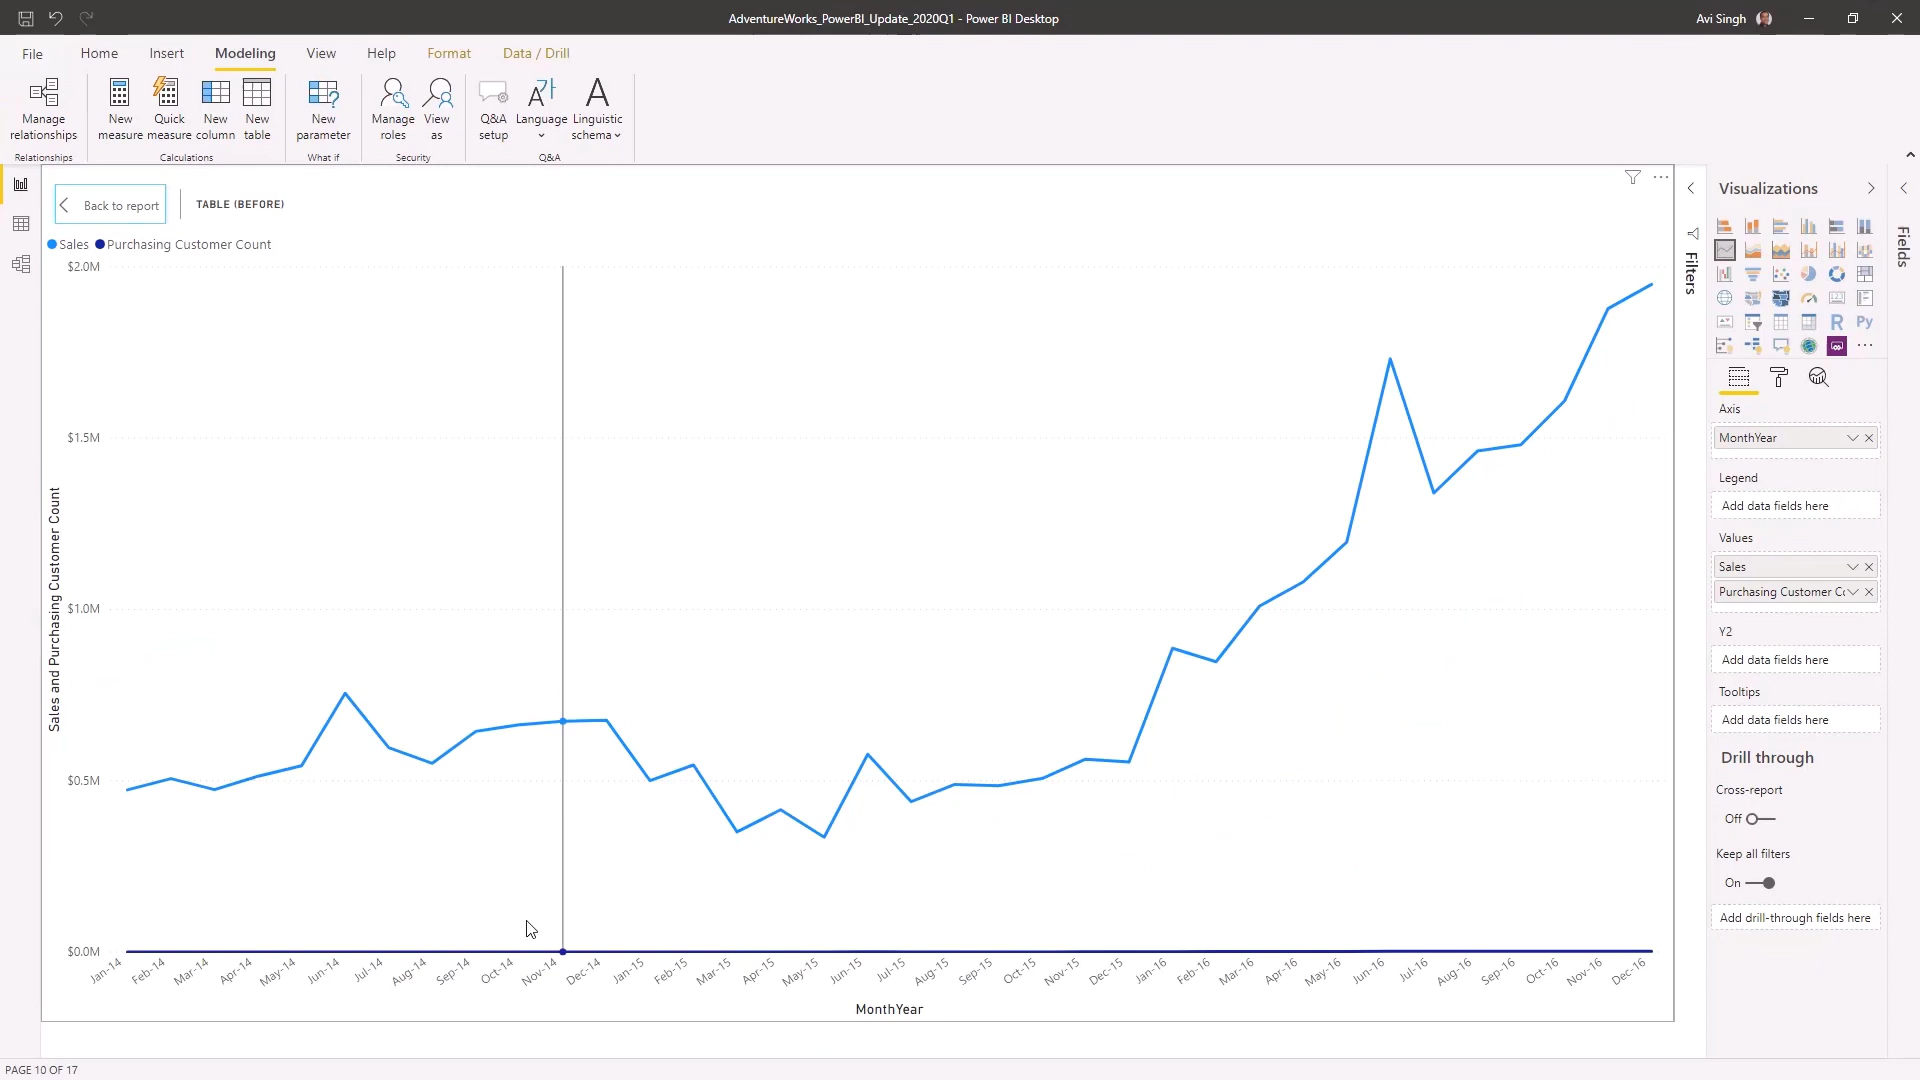 AdventureWorks_PowerBI_Update_2020Q1 - Power BI Desktop
Avi Singh
File Home Insert Modeling View Help Format Data / Drill
Manage relationships
New measure
Quick measure
New column
New table
New parameter
Manage roles
View as
Q&A setup
Language
Linguistic schema
Relationships
Calculations
What if
Security
Q&A
Back to report
TABLE (BEFORE)
Sales Purchasing Customer Count
$2.0M
$1.5M
$1.0M
$0.5M
$0.0M
Sales and Purchasing Customer Count
Jan-14 Feb-14 Mar-14 Apr-14 May-14 Jun-14 Jul-14 Aug-14 Sep-14 Oct-14 Nov-14 Dec-14 Jan-15 Feb-15 Mar-15 Apr-15 May-15 Jun-15 Jul-15 Aug-15 Sep-15 Oct-15 Nov-15 Dec-15 Jan-16 Feb-16 Mar-16 Apr-16 May-16 Jun-16 Jul-16 Aug-16 Sep-16 Oct-16 Nov-16 Dec-16
MonthYear
Filters
Visualizations
R Py
Axis
MonthYear
Legend
Add data fields here
Values
Sales
Purchasing Customer Co
Y2
Add data fields here
Tooltips
Add data fields here
Drill through
Cross-report
Off
Keep all filters
On
Add drill-through fields here
Fields
PAGE 10 OF 17